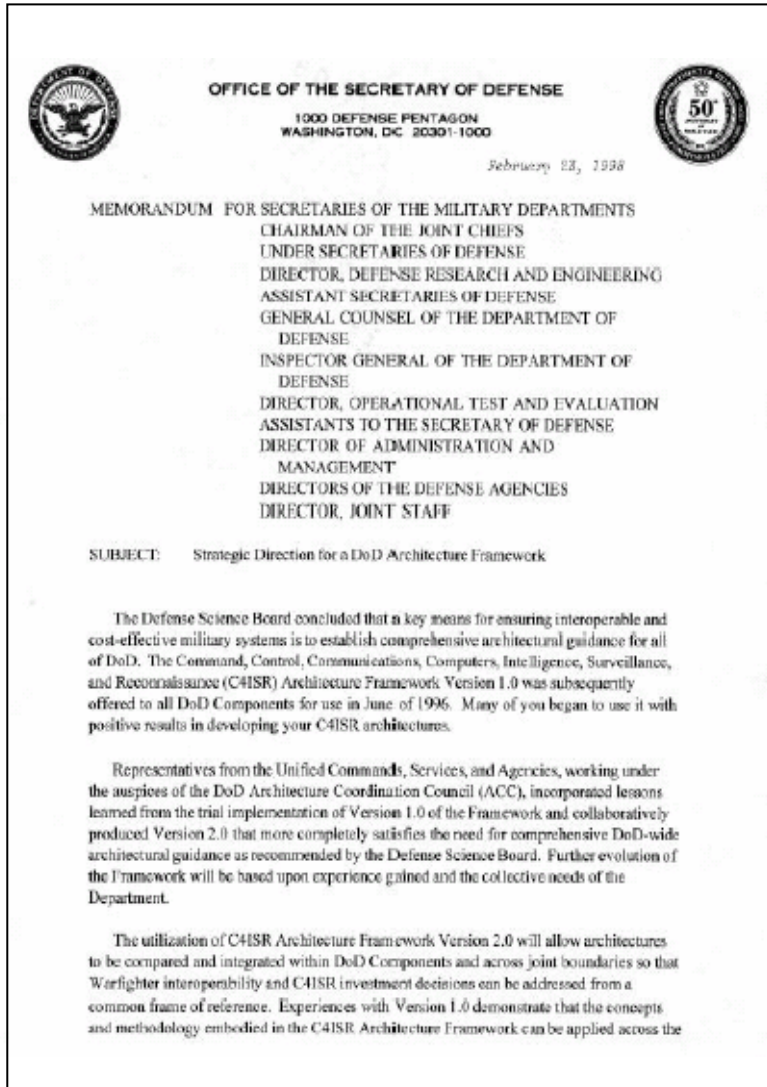 OFFICE OF THE SECRETARY OF DEFENSE
1000 DEFENSE PENTAGON
WASHINGTON, DC 20301-1000
February 23, 1998
MEMORANDUM FOR SECRETARIES OF THE MILITARY DEPARTMENTS
CHAIRMAN OF THE JOINT CHIEFS
UNDER SECRETARIES OF DEFENSE
DIRECTOR, DEFENSE RESEARCH AND ENGINEERING
ASSISTANT SECRETARIES OF DEFENSE
GENERAL COUNSEL OF THE DEPARTMENT OF
DEFENSE
INSPECTOR GENERAL OF THE DEPARTMENT OF
DEFENSE
DIRECTOR, OPERATIONAL TEST AND EVALUATION
ASSISTANTS TO THE SECRETARY OF DEFENSE
DIRECTOR OF ADMINISTRATION AND
MANAGEMENT
DIRECTORS OF THE DEFENSE AGENCIES
DIRECTOR, JOINT STAFF
SUBJECT: Strategic Direction for a DoD Architecture Framework
The Defense Science Board concluded that a key means for ensuring interoperable and
cost-effective military systems is to establish comprehensive architectural guidance for all
of DoD. The Command, Control, Communications, Computers, Intelligence, Surveillance,
and Reconnaissance (C4ISR) Architecture Framework Version 1.0 was subsequently
offered to all DoD Components for use in June of 1996. Many of you began to use it with
positive results in developing your C4ISR architectures.
Representatives from the Unified Commands, Services, and Agencies, working under
the auspices of the DoD Architecture Coordination Council (ACC), incorporated lessons
learned from the trial implementation of Version 1.0 of the Framework and collaboratively
produced Version 2.0 that more completely satisfies the need for comprehensive DoD-wide
architectural guidance as recommended by the Defense Science Board. Further evolution of
the Framework will be based upon experience gained and the collective needs of the
Department.
The utilization of C4ISR Architecture Framework Version 2.0 will allow architectures
to be compared and integrated within DoD Components and across joint boundaries so that
Warfighter interoperability and C4ISR investment decisions can be addressed from a
common frame of reference. Experiences with Version 1.0 demonstrate that the concepts
and methodology embodied in the C4ISR Architecture Framework can be applied across the